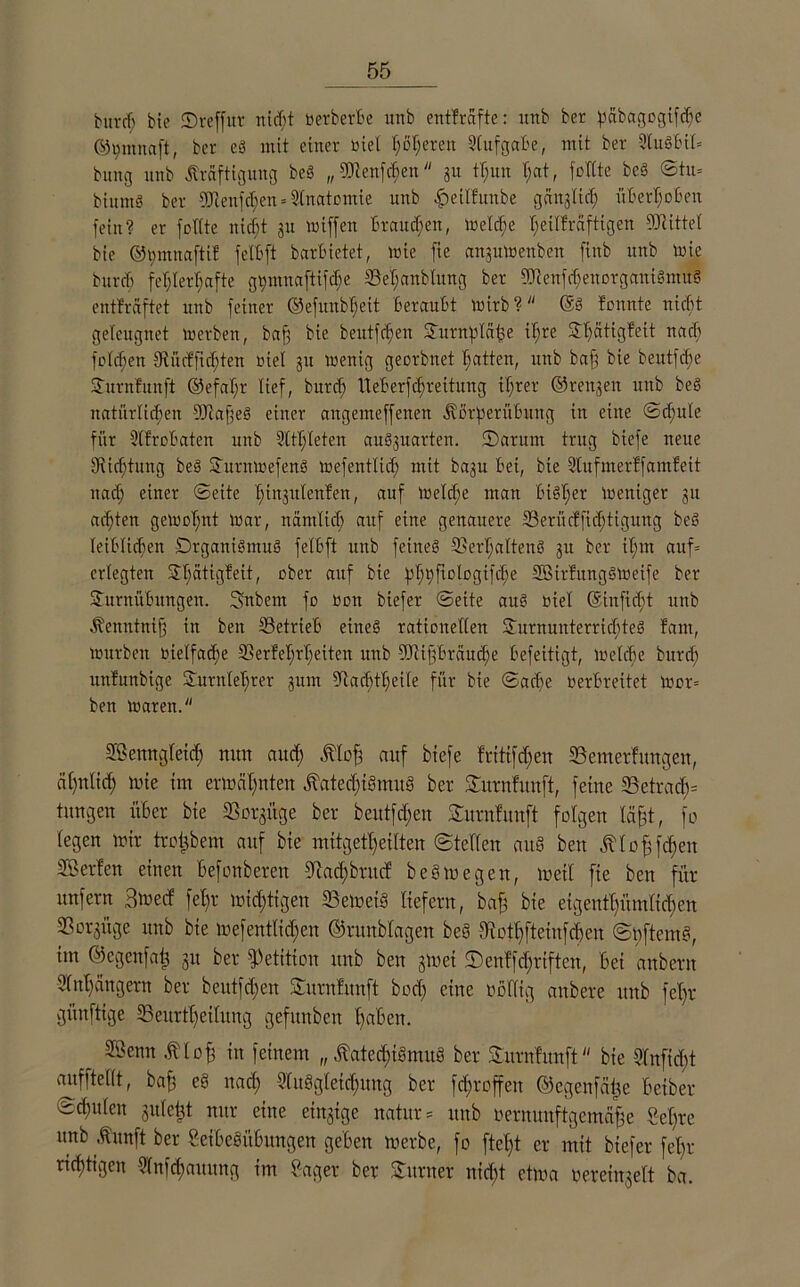 55
durch die Dressur nicht verderbe und entkräfte: und der pädagogische
Gymnast, der es mit einer viel höheren Aufgabe, mit der Ausbil-
dung und Kräftigung des „Menschen" zu thun hat, sollte des Stu-
diums der Menschen-Anatomie und Heilkunde gänzlich überhoben
sein? er sollte nicht zu wissen brauchen, welche heilkräftigen Mittel
die Gymnastik selbst darbietet, wie sie anzuwenden sind und wie
durch fehlerhafte gymnastische Behandlung der Menschenorganismus
entkräftet und seiner Gesundheit beraubt wird?" Es konnte nicht
geleugnet werden, daß die deutschen Turnplätze ihre Thätigkeit nach
solchen Rücksichten viel zu wenig geordnet hatten, und daß die deutsche
Turnkunst Gefahr lief, durch Ueberschreitung ihrer Grenzen und des
natürlichen Maßes einer angemessenen Körperübung in eine Schule
für Akrobaten und Athleten auszuarten. Darum trug diese neue
Richtung des Turnwesens wesentlich mit dazu bei, die Aufmerksamkeit
nach einer Seite hinzulenken, auf welche man bisher weniger zu
achten gewohnt war, nämlich auf eine genauere Berücksichtigung des
leiblichen Organismus selbst und seines Verhaltens zu der ihm auf-
erlegten Thätigkeit, oder auf die physiologische Wirkungsweise der
Turnübungen. Indem so von dieser Seite aus viel Einsicht und
Kenntniß in den Betrieb eines rationellen Turnunterrichtes kam,
wurden vielfache Verkehrtheiten und Mißbräuche beseitigt, welche durch
unkundige Turnlehrer zum Nachtheile für die Sache verbreitet wor-
den waren."
Wenngleich nun auch Kloß auf diese kritischen Bemerkungen,
ähnlich wie im erwähnten Katechismus der Turnkunst, seine Betrach-
tungen über die Vorzüge der deutschen Turnkunst folgen läßt, so
legen wir trotzdem auf die mitgetheilten Stellen aus den Kloßschen
Werken einen besonderen Nachdruck deswegen, weil sie den für
unsern Zweck sehr wichtigen Beweis liefern, daß die eigenthümlichen
Vorzüge und die wesentlichen Grundlagen des Rothsteinschen Systems,
im Gegensatz zu der Petition und den zwei Denkschriften, bei andern
Anhängern der deutschen Turnkunst doch eine völlig andere und sehr
günstige Beurtheilung gefunden haben.
Wenn Kloß in seinem „Katechismus der Turnkunst" die Ansicht
aufstellt, daß es nach Ausgleichung der schroffen Gegensätze beider
Schulen zuletzt nur eine einzige natur- und vernunftgemäße Lehre
und Kunst der Leibesübungen geben werde, so steht er mit dieser sehr
richtigen Anschauung im Lager der Turner nicht etwa vereinzelt da.